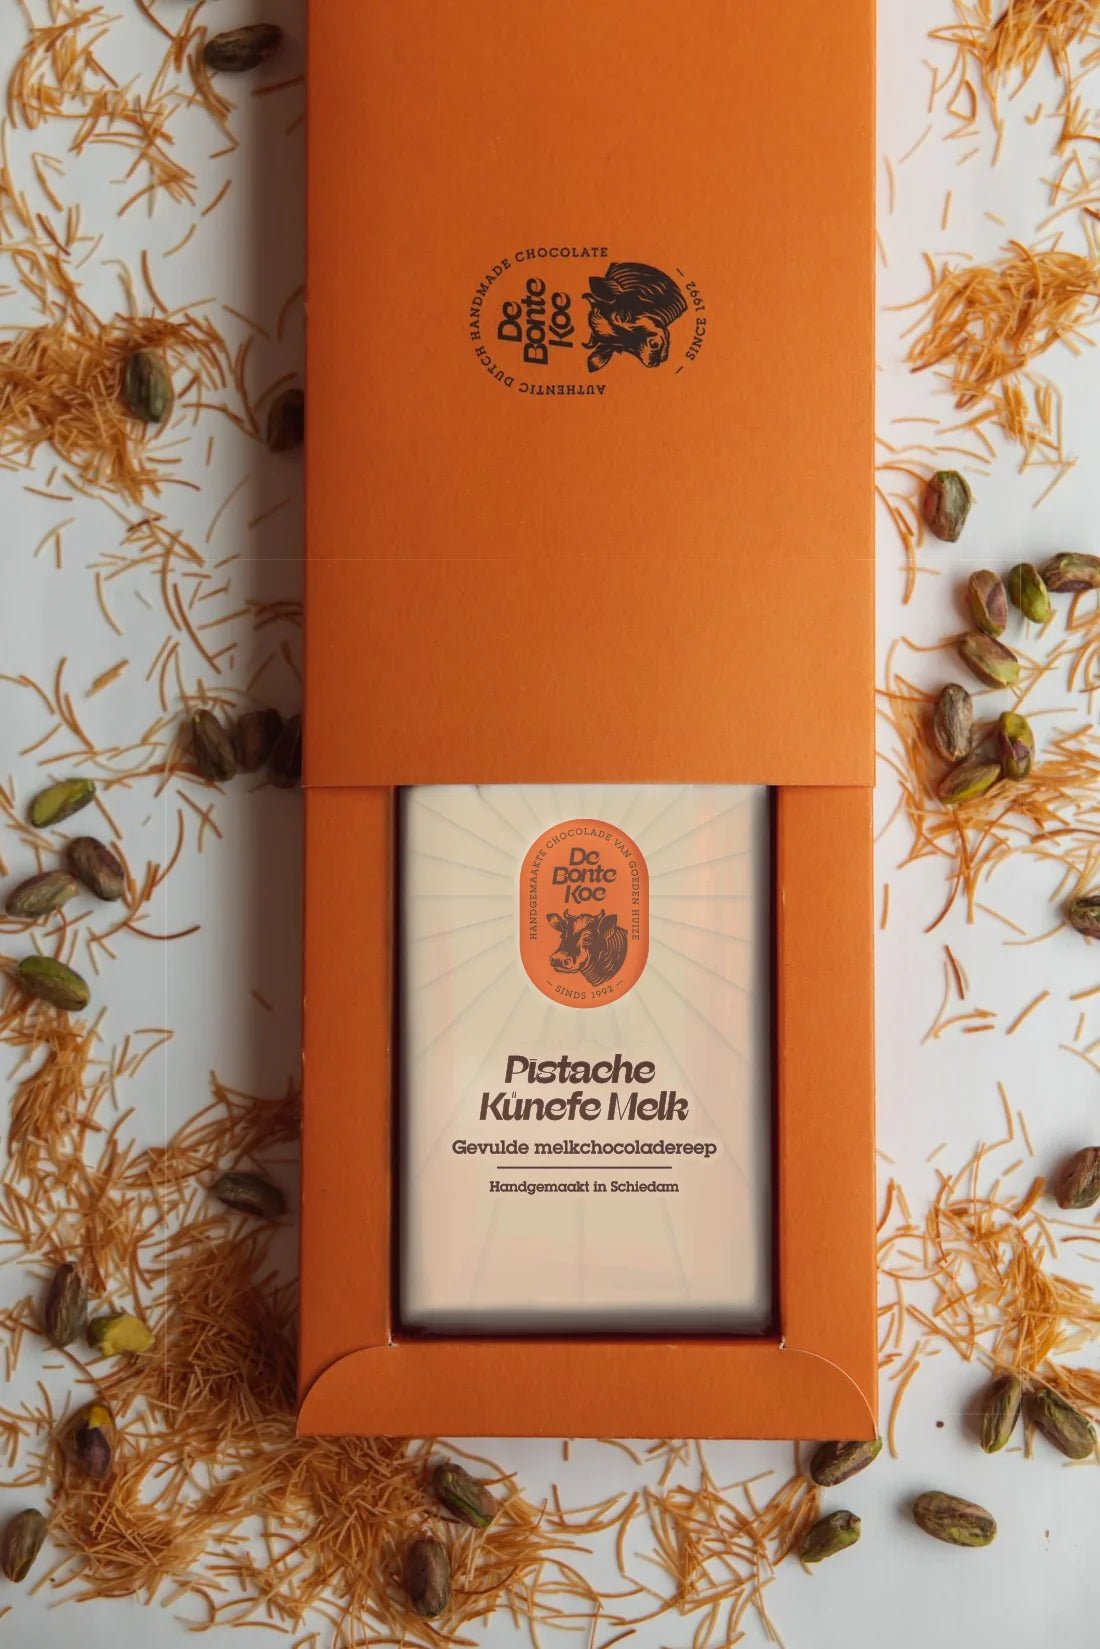 AUTHENTIC DUTCH HANDMADE CHOCOLATE
De
Bonte
Koe
— SINCE 1992 —
HANDGEMAAKTE CHOCOLADE VAN GOEDEN HUIZE
De
Bonte
Koe
— SINDS 1992 —
Pistache
Künefe Melk
Gevulde melkchocoladereep
Handgemaakt in Schiedam